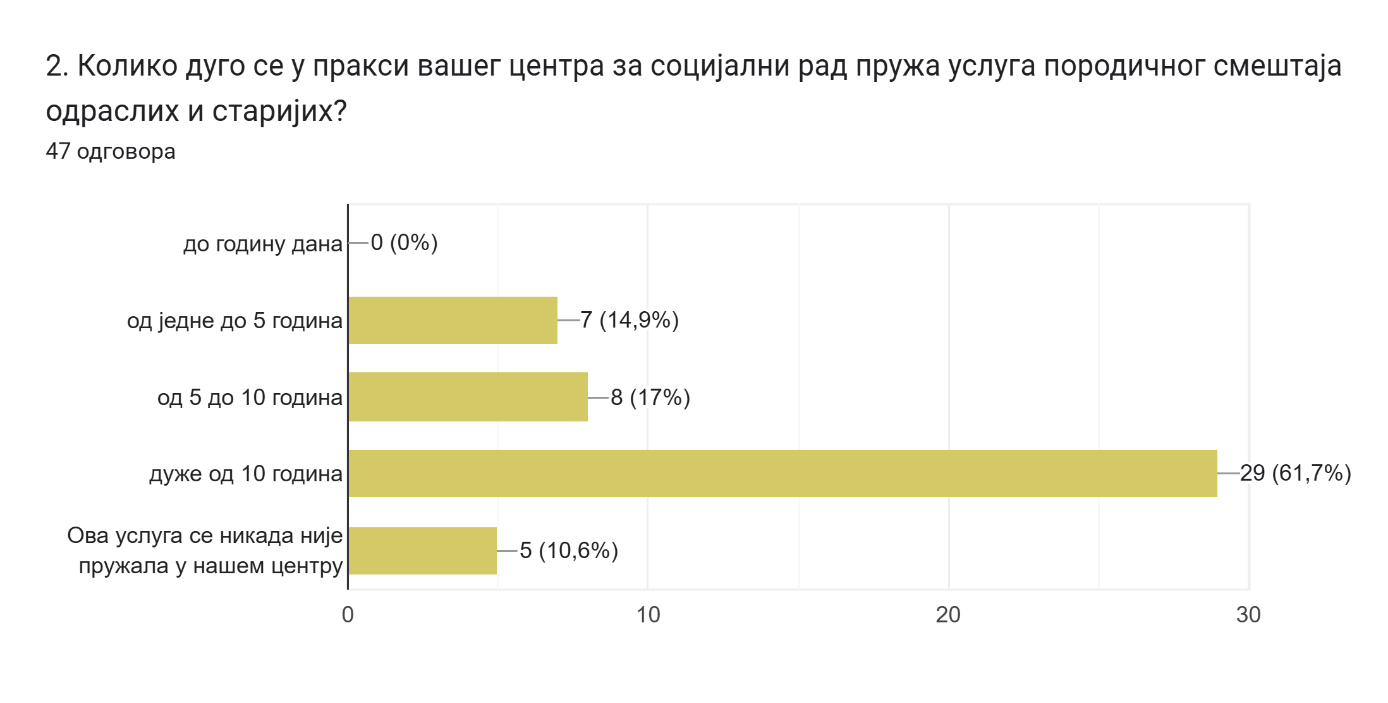 2. Колико дуго се у пракси вашег центра за социјални рад пружа услуга породичног смештаја
одраслих и старијих?
47 одговора
до годину дана
0 (0%)
од једне до 5 година
7 (14,9%)
од 5 до 10 година
8 (17%)
дуже од 10 година
29 (61,7%)
Ова услуга се никада није
пружала у нашем центру
5 (10,6%)
0
10
20
30